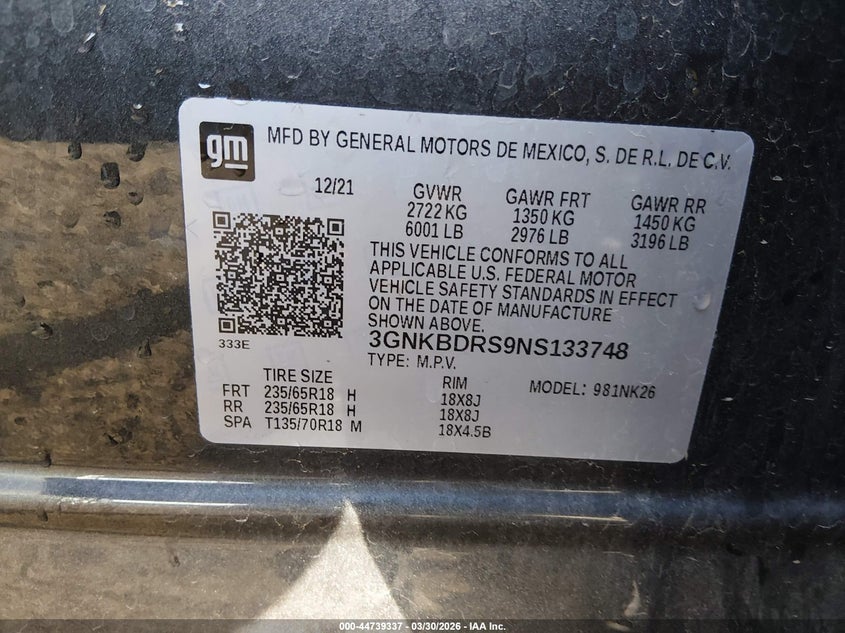 gm
MFD BY GENERAL MOTORS DE MEXICO, S. DE R.L. DE C.V.
12/21
GVWR GAWR FRT GAWR RR
2722 KG 1350 KG 1450 KG
6001 LB 2976 LB 3196 LB
THIS VEHICLE CONFORMS TO ALL
APPLICABLE U.S. FEDERAL MOTOR
VEHICLE SAFETY STANDARDS IN EFFECT
ON THE DATE OF MANUFACTURE
SHOWN ABOVE.
333E
3GNKBDRS9NS133748
TYPE: M.P.V.
TIRE SIZE RIM MODEL: 981NK26
FRT 235/65R18 H 18X8J
RR 235/65R18 H 18X8J
SPA T135/70R18 M 18X4.5B
000-44739337 - 03/30/2026 - IAA Inc.